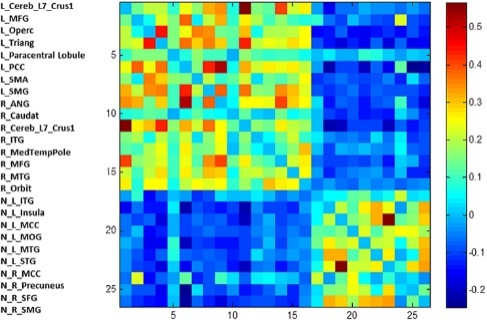 L_Cereb_L7_Crus1
L_MFG
L_Operc
L_Triang
L_Paracentral Lobule
L_PCC
L_SMA
L_SMG
R_ANG
R_Caudat
R_Cereb_L7_Crus1
R_ITG
R_MedTempPole
R_MFG
R_MTG
R_Orbit
N_L_ITG
N_L_Insula
N_L_MCC
N_L_MOG
N_L_MTG
N_L_STG
N_R_MCC
N_R_Precuneus
N_R_SFG
N_R_SMG
5
10
15
20
25
5 10 15 20 25
0.5
0.4
0.3
0.2
0.1
0
-0.1
-0.2